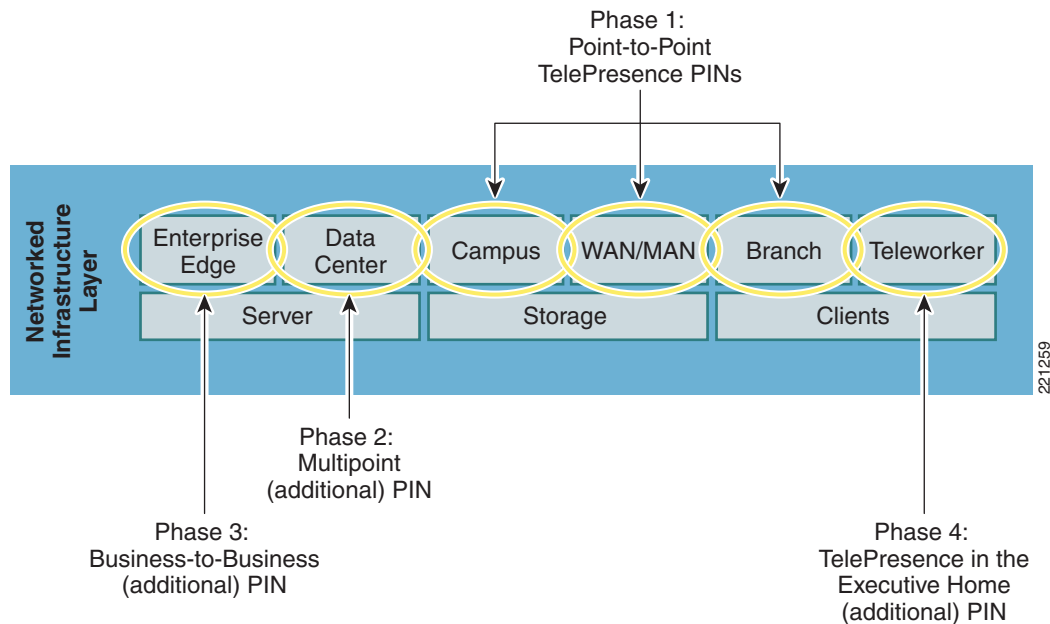 Phase 1:
Point-to-Point
TelePresence PINs
Networked
Infrastructure
Layer
Enterprise
Edge
Data
Center
Campus
WAN/MAN
Branch
Teleworker
Server
Storage
Clients
221259
Phase 2:
Multipoint
(additional) PIN
Phase 3:
Business-to-Business
(additional) PIN
Phase 4:
TelePresence in the
Executive Home
(additional) PIN